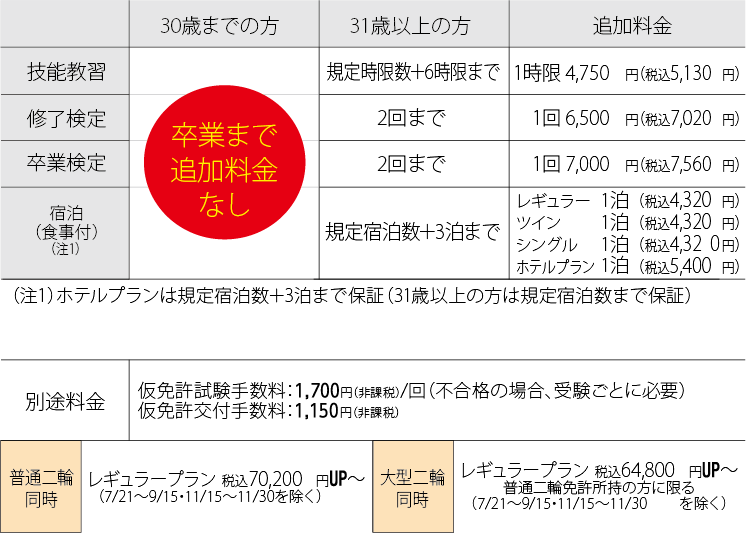 30歳までの方 31歳以上の方 追加料金
技能教習 規定時限数+6時限まで 1時限 4,750 円(税込5,130 円)
修了検定 2回まで 1回 6,500 円(税込7,020 円)
卒業検定 2回まで 1回 7,000 円(税込7,560 円)
卒業まで
追加料金
なし
宿泊
(食事付)
(注1)
規定宿泊数+3泊まで
レギュラー 1泊 (税込4,320 円)
ツイン 1泊 (税込4,320 円)
シングル 1泊 (税込4,32 0円)
ホテルプラン 1泊 (税込5,400 円)
(注1)ホテルプランは規定宿泊数+3泊まで保証(31歳以上の方は規定宿泊数まで保証)
別途料金
仮免許試験手数料:1,700円(非課税)/回(不合格の場合、受験ごとに必要)
仮免許交付手数料:1,150円(非課税)
普通二輪
同時
レギュラープラン 税込70,200 円UP〜
(7/21〜9/15・11/15〜11/30を除く)
大型二輪
同時
レギュラープラン 税込64,800 円UP〜
普通二輪免許所持の方に限る
(7/21〜9/15・11/15〜11/30 を除く)